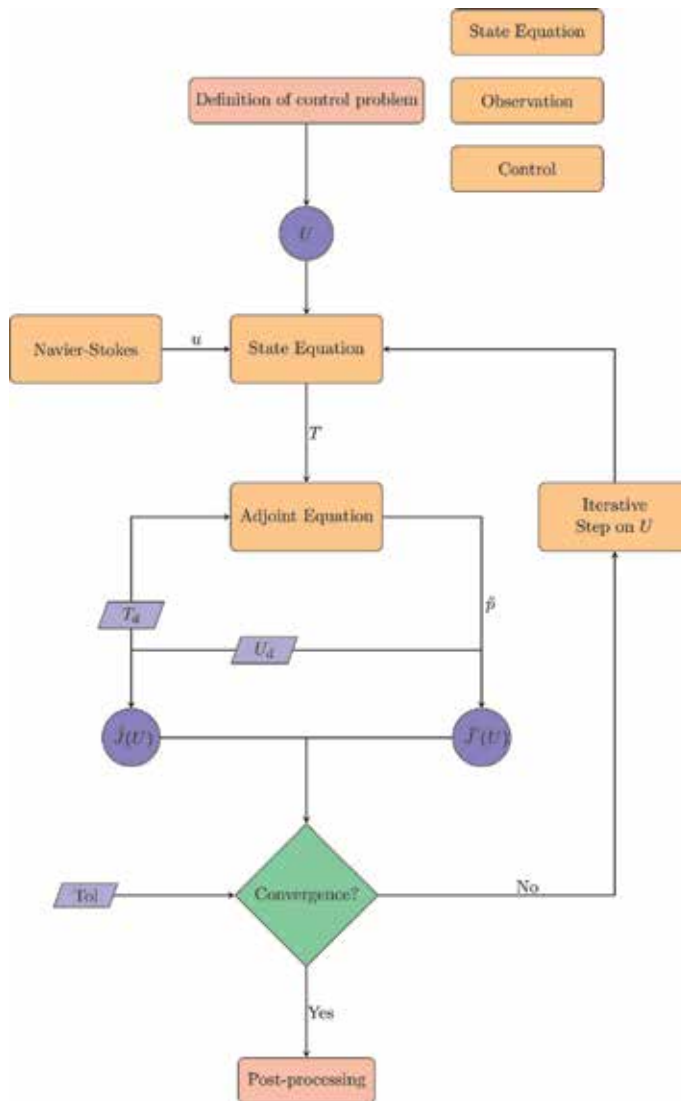 State Equation
Definition of control problem
Observation
Control
U
Navier-Stokes
u
State Equation
T
Adjoint Equation
Iterative
Step on U
T_d
p̃
U_d
J̃(U)
J̃'(U)
Tol
Convergence?
No
Yes
Post-processing